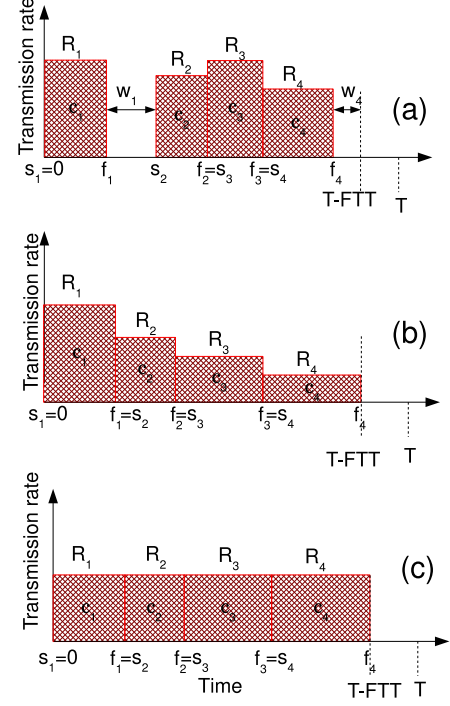 Transmission rate
R1
R2
R3
R4
c1
w1
c2
c3
c4
w4
(a)
s1=0
f1
s2
f2=s3
f3=s4
f4
T-FTT
T
Transmission rate
R1
R2
R3
R4
c1
c2
c3
c4
(b)
s1=0
f1=s2
f2=s3
f3=s4
f4
T-FTT
T
Transmission rate
R1
R2
R3
R4
c1
c2
c3
c4
(c)
s1=0
f1=s2
f2=s3
f3=s4
f4
Time
T-FTT
T